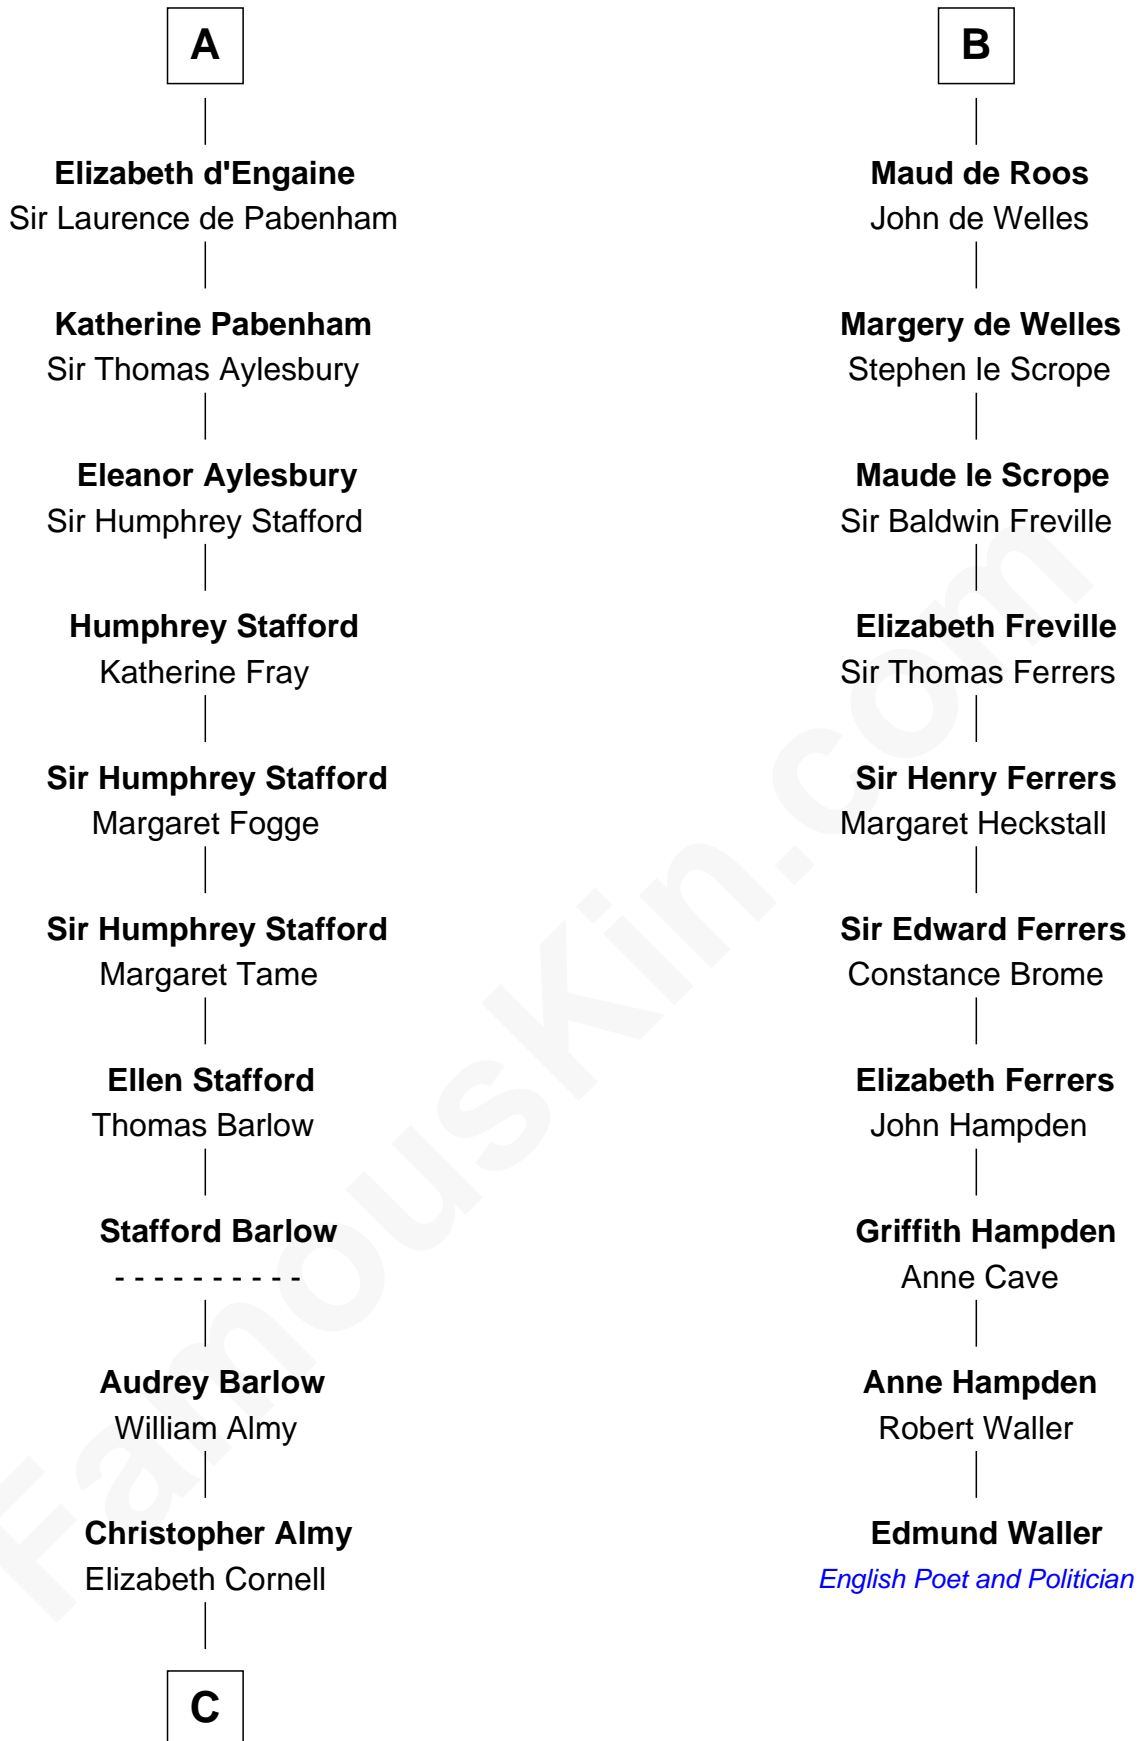 A
Elizabeth d'Engaine
Sir Laurence de Pabenham
Katherine Pabenham
Sir Thomas Aylesbury
Eleanor Aylesbury
Sir Humphrey Stafford
Humphrey Stafford
Katherine Fray
Sir Humphrey Stafford
Margaret Fogge
Sir Humphrey Stafford
Margaret Tame
Ellen Stafford
Thomas Barlow
Stafford Barlow
- - - - - - - - - -
Audrey Barlow
William Almy
Christopher Almy
Elizabeth Cornell
C
B
Maud de Roos
John de Welles
Margery de Welles
Stephen le Scrope
Maude le Scrope
Sir Baldwin Freville
Elizabeth Freville
Sir Thomas Ferrers
Sir Henry Ferrers
Margaret Heckstall
Sir Edward Ferrers
Constance Brome
Elizabeth Ferrers
John Hampden
Griffith Hampden
Anne Cave
Anne Hampden
Robert Waller
Edmund Waller
English Poet and Politician
FamousKin.com